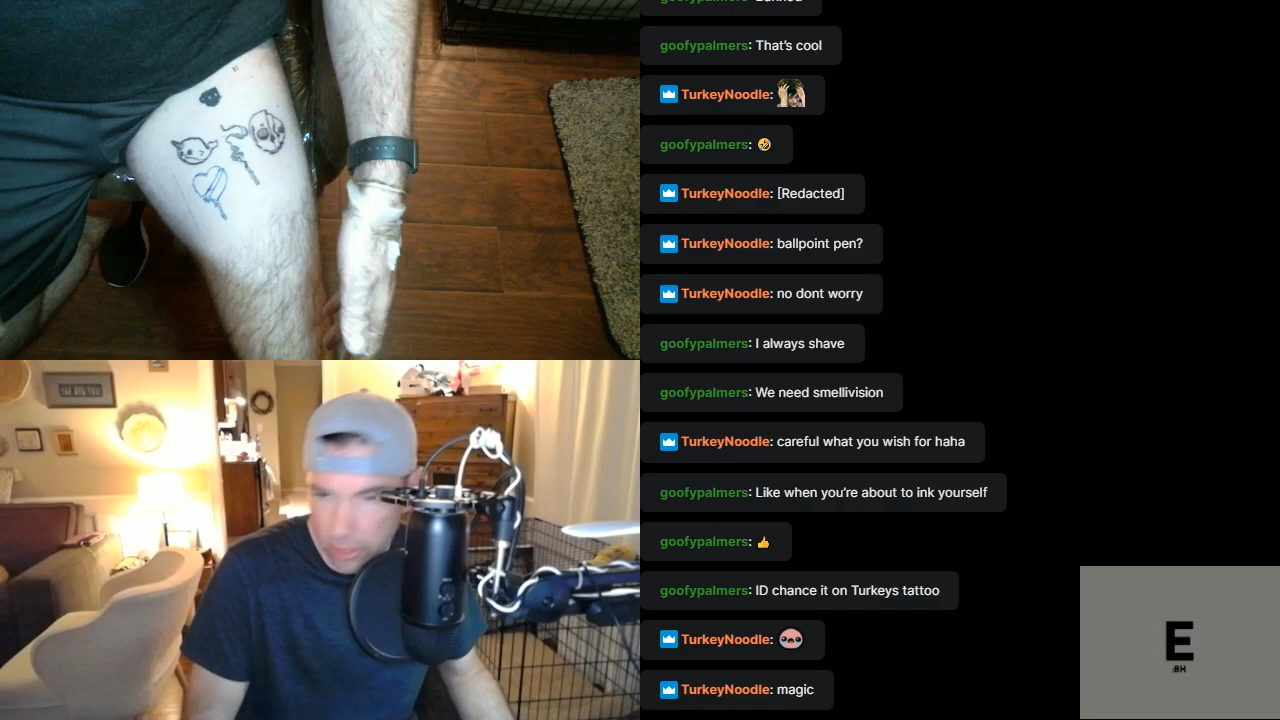 goofypalmers: That's cool
TurkeyNoodle:
goofypalmers: 🤣
TurkeyNoodle: [Redacted]
TurkeyNoodle: ballpoint pen?
TurkeyNoodle: no dont worry
goofypalmers: I always shave
goofypalmers: We need smellivision
TurkeyNoodle: careful what you wish for haha
goofypalmers: Like when you're about to ink yourself
goofypalmers: 👍
goofypalmers: ID chance it on Turkeys tattoo
TurkeyNoodle:
TurkeyNoodle: magic
E